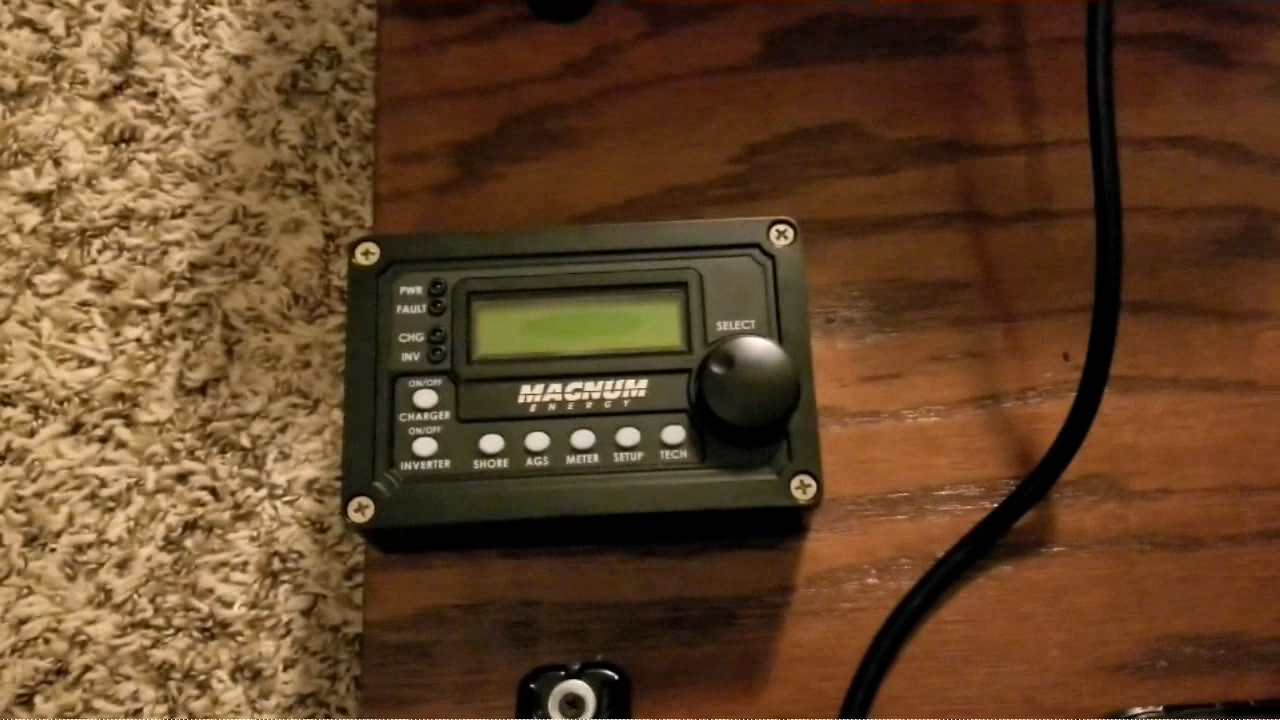 PWR
FAULT
CHG
INV
SELECT
MAGNUM
ENERGY
ON/OFF
CHARGER
ON/OFF
INVERTER
SHORE
AGS
METER
SETUP
TECH